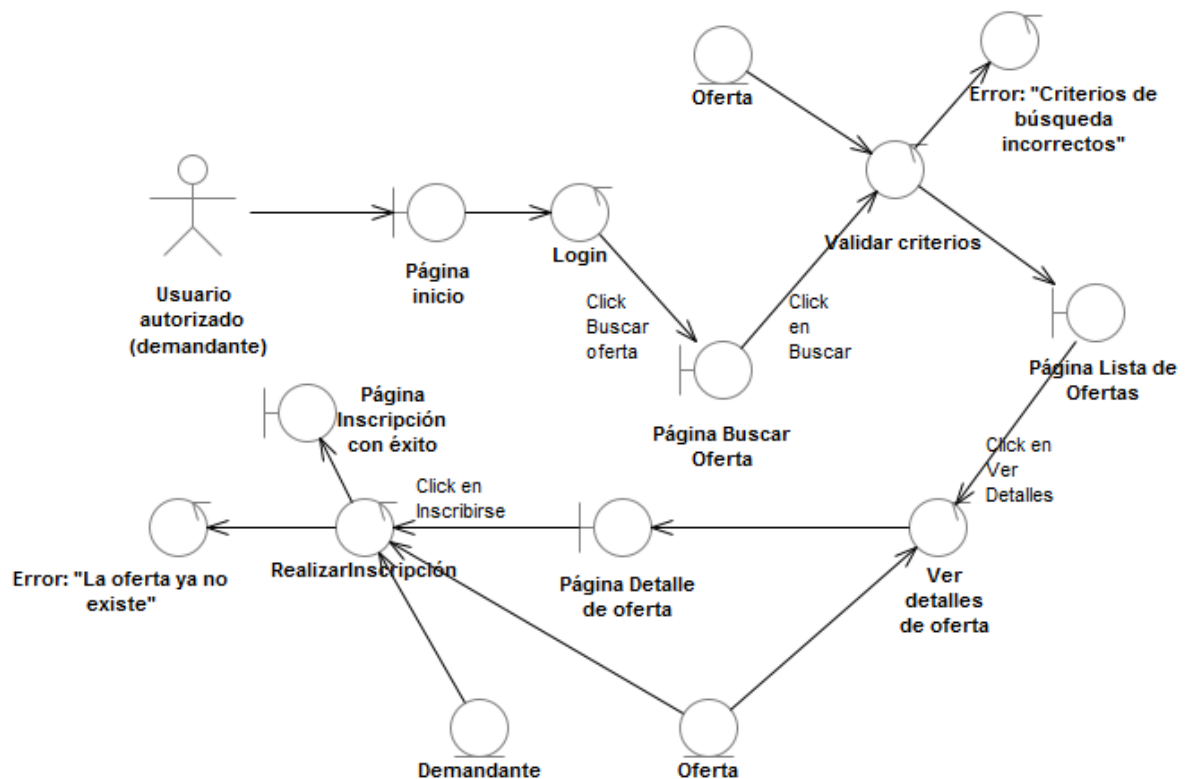 Oferta
Error: "Criterios de
búsqueda
incorrectos"
Validar criterios
Usuario
autorizado
(demandante)
Página
inicio
Login
Click
Buscar
oferta
Click
en
Buscar
Página Buscar
Oferta
Página Lista de
Ofertas
Click en
Ver
Detalles
Página
Inscripción
con éxito
Click en
Inscribirse
Error: "La oferta ya no
existe"
RealizarInscripción
Página Detalle
de oferta
Ver
detalles
de oferta
Demandante
Oferta